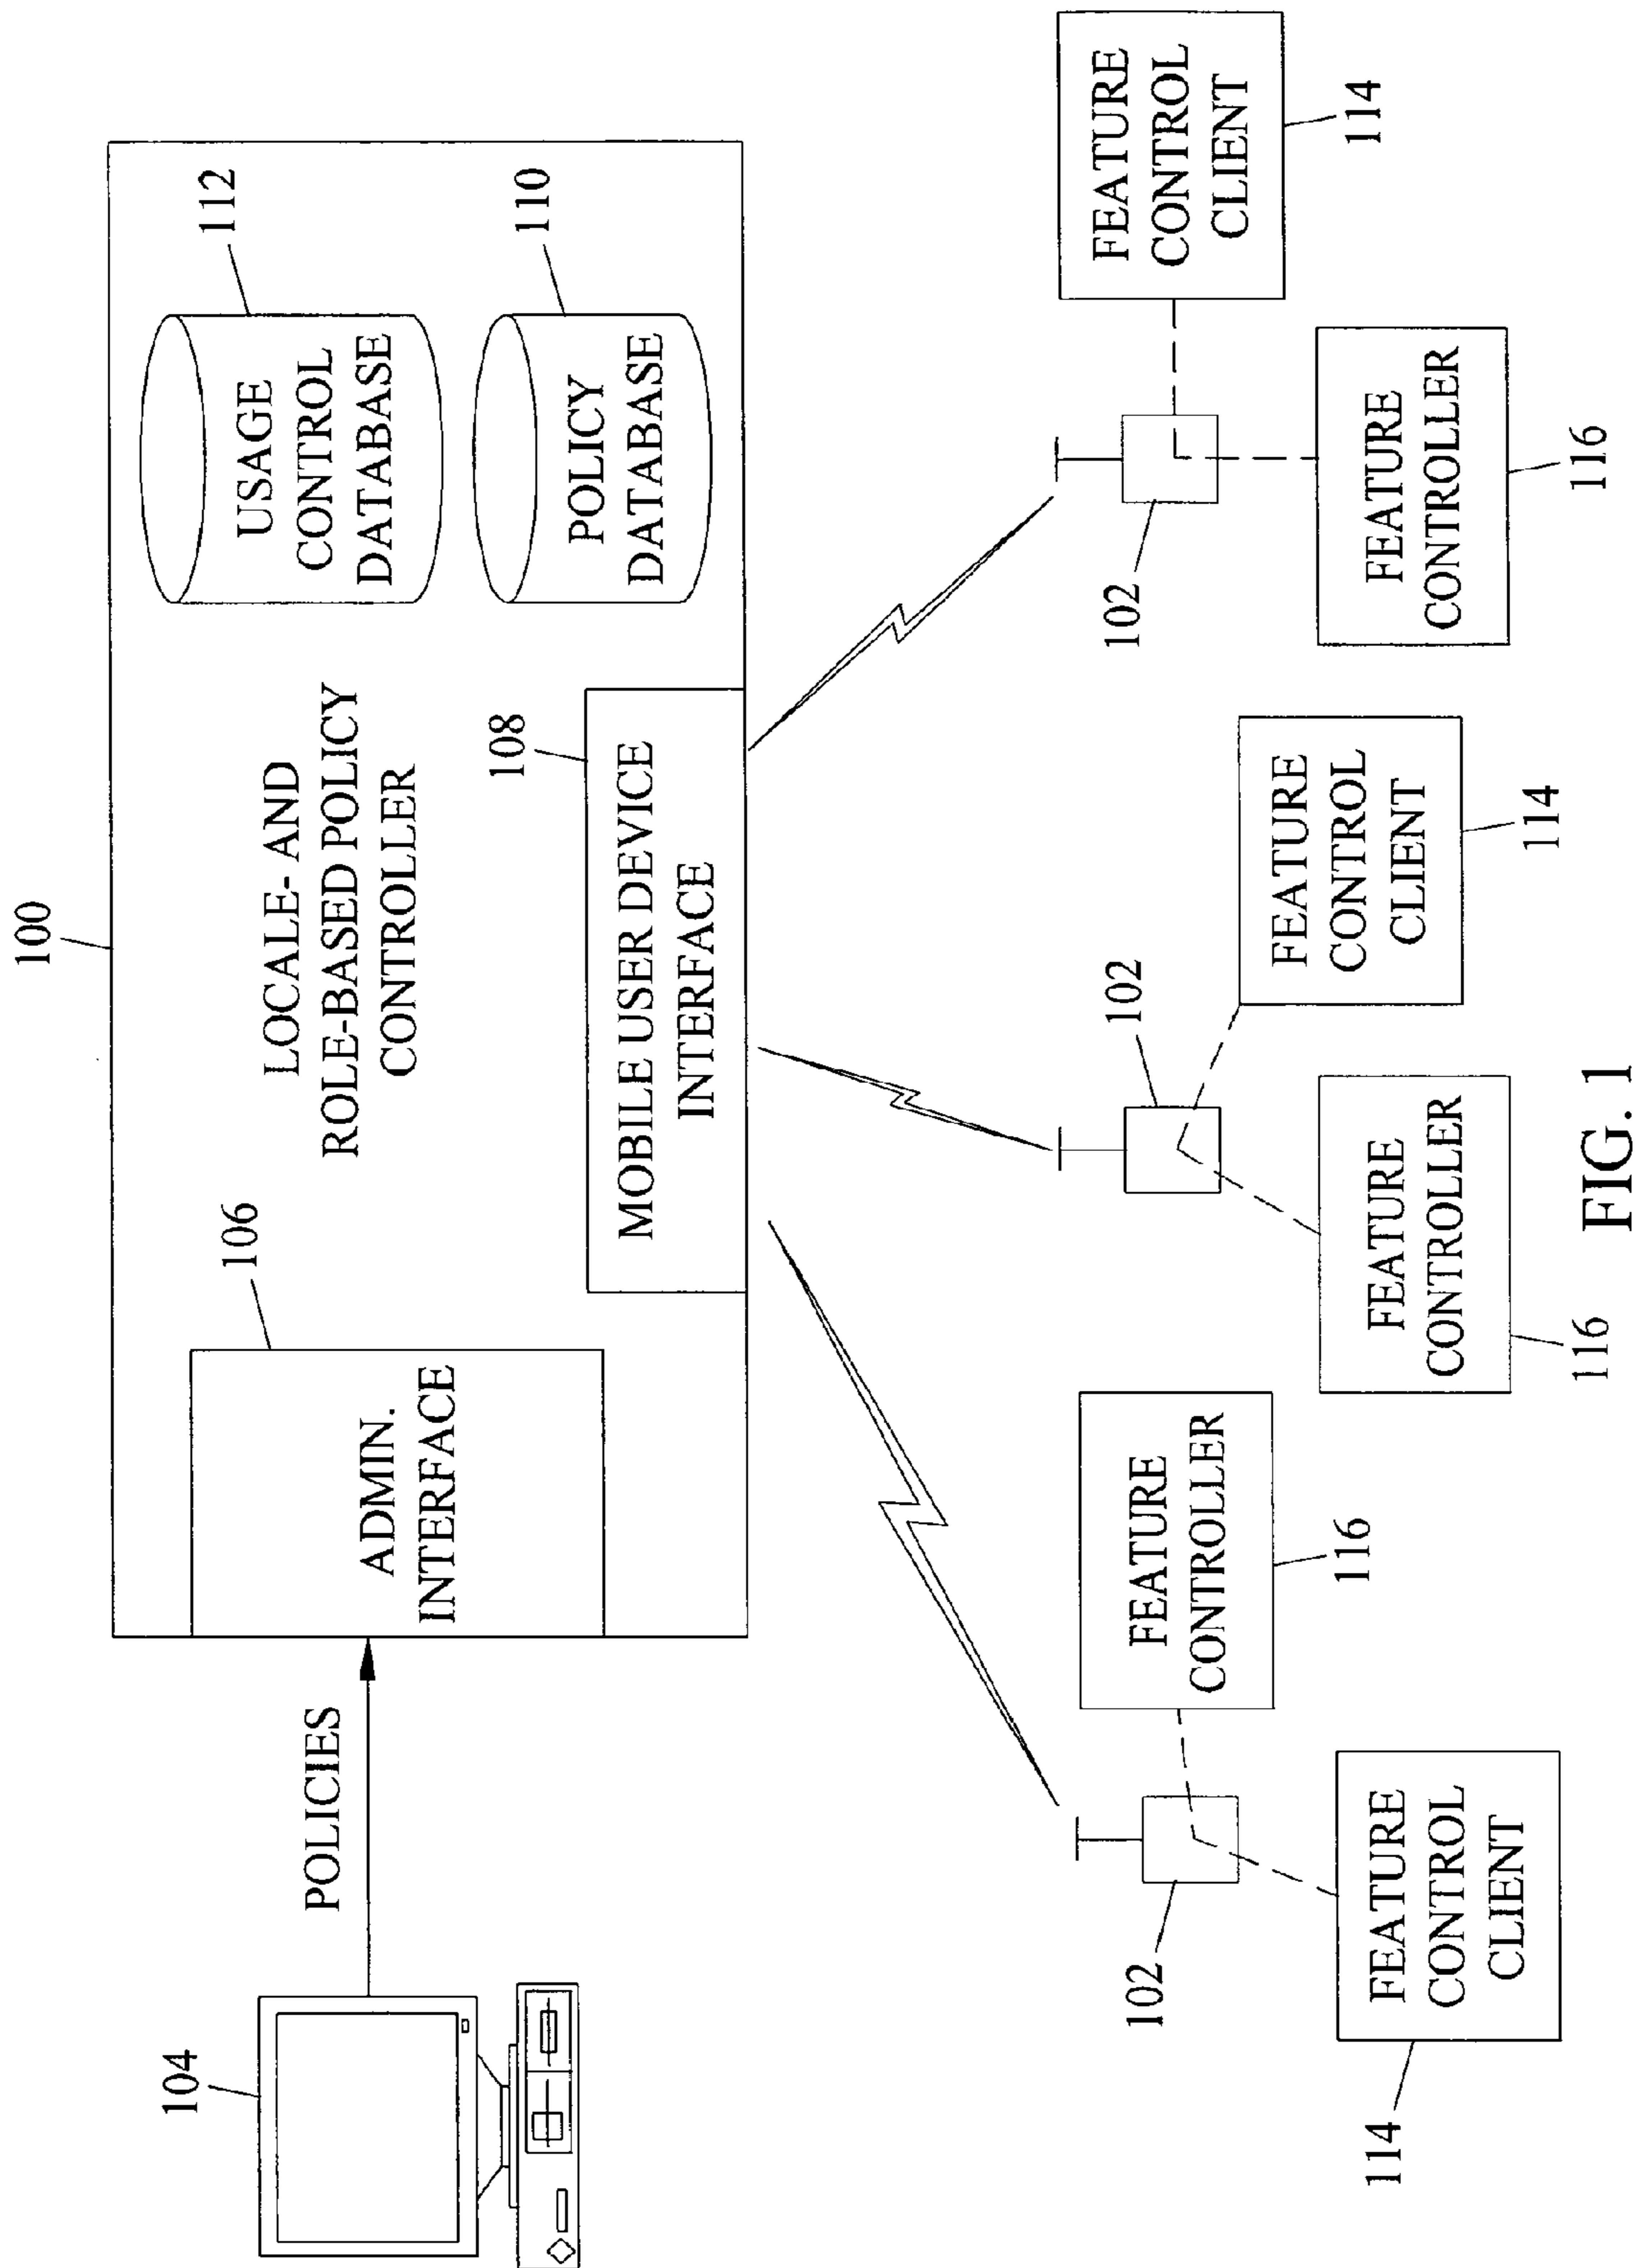 100
LOCALE- AND
ROLE-BASED POLICY
CONTROLLER
104
POLICIES
106
ADMIN.
INTERFACE
108
MOBILE USER DEVICE
INTERFACE
112
USAGE
CONTROL
DATABASE
110
POLICY
DATABASE
102
FEATURE
CONTROLLER
116
FEATURE
CONTROL
CLIENT
114
102
FEATURE
CONTROLLER
116
FEATURE
CONTROL
CLIENT
114
102
FEATURE
CONTROLLER
116
FEATURE
CONTROL
CLIENT
114
FIG. 1